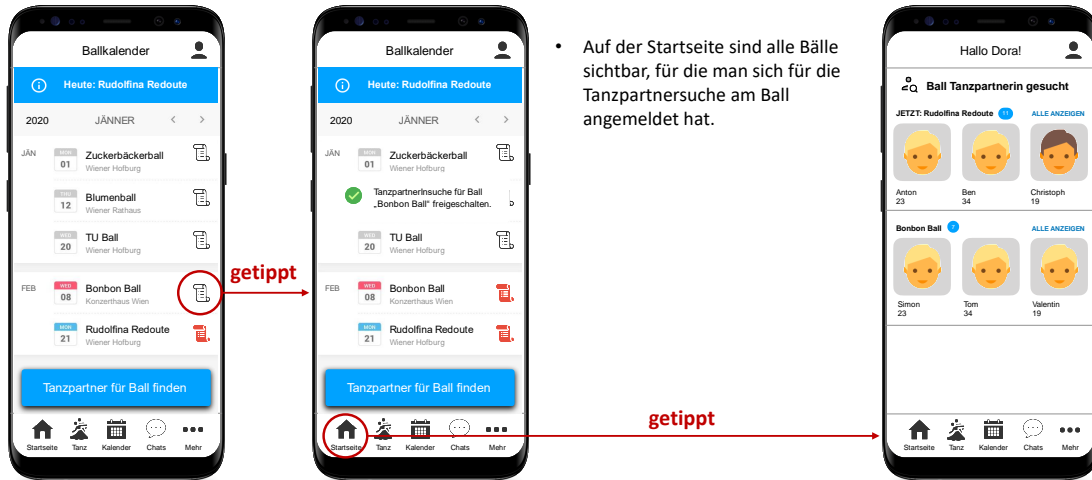 Ballkalender
Heute: Rudolfina Redoute
2020 JÄNNER < >
JÄN
MON
01
Zuckerbäckerball
Wiener Hofburg
THU
12
Blumenball
Wiener Rathaus
WED
20
TU Ball
Wiener Hofburg
FEB
WED
08
Bonbon Ball
Konzerthaus Wien
MON
21
Rudolfina Redoute
Wiener Hofburg
Tanzpartner für Ball finden
Startseite Tanz Kalender Chats Mehr
getippt
Ballkalender
Heute: Rudolfina Redoute
2020 JÄNNER < >
JÄN
MON
01
Zuckerbäckerball
Wiener Hofburg
TanzpartnerInsuche für Ball
„Bonbon Ball“ freigeschalten.
WED
20
TU Ball
Wiener Hofburg
FEB
WED
08
Bonbon Ball
Konzerthaus Wien
MON
21
Rudolfina Redoute
Wiener Hofburg
Tanzpartner für Ball finden
Startseite Tanz Kalender Chats Mehr
• Auf der Startseite sind alle Bälle
sichtbar, für die man sich für die
Tanzpartnersuche am Ball
angemeldet hat.
getippt
Hallo Dora!
Ball Tanzpartnerin gesucht
JETZT: Rudolfina Redoute 11 ALLE ANZEIGEN
Anton Ben Christoph
23 34 19
Bonbon Ball 7 ALLE ANZEIGEN
Simon Tom Valentin
23 34 19
Startseite Tanz Kalender Chats Mehr